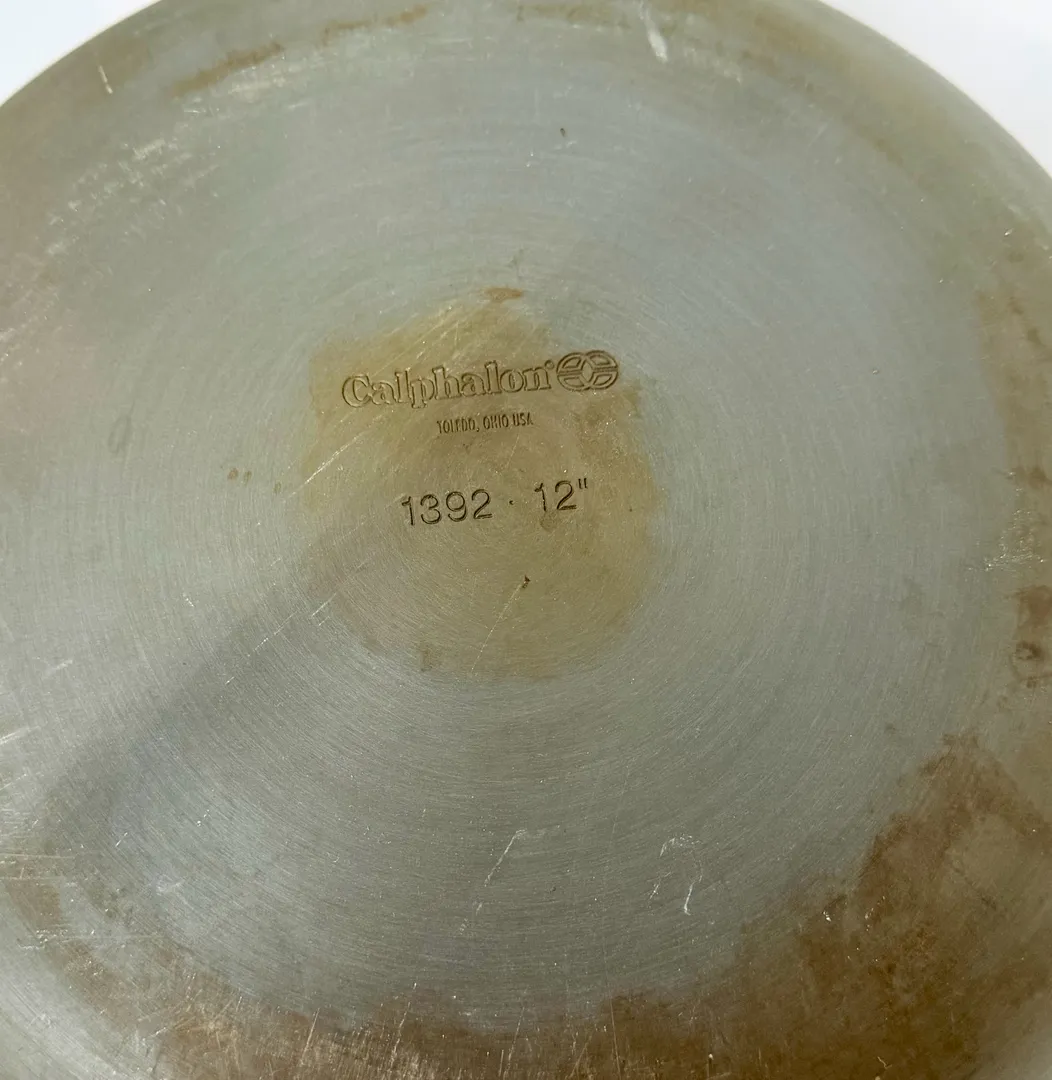 Calphalon®
TOLEDO, OHIO USA
1392 · 12"